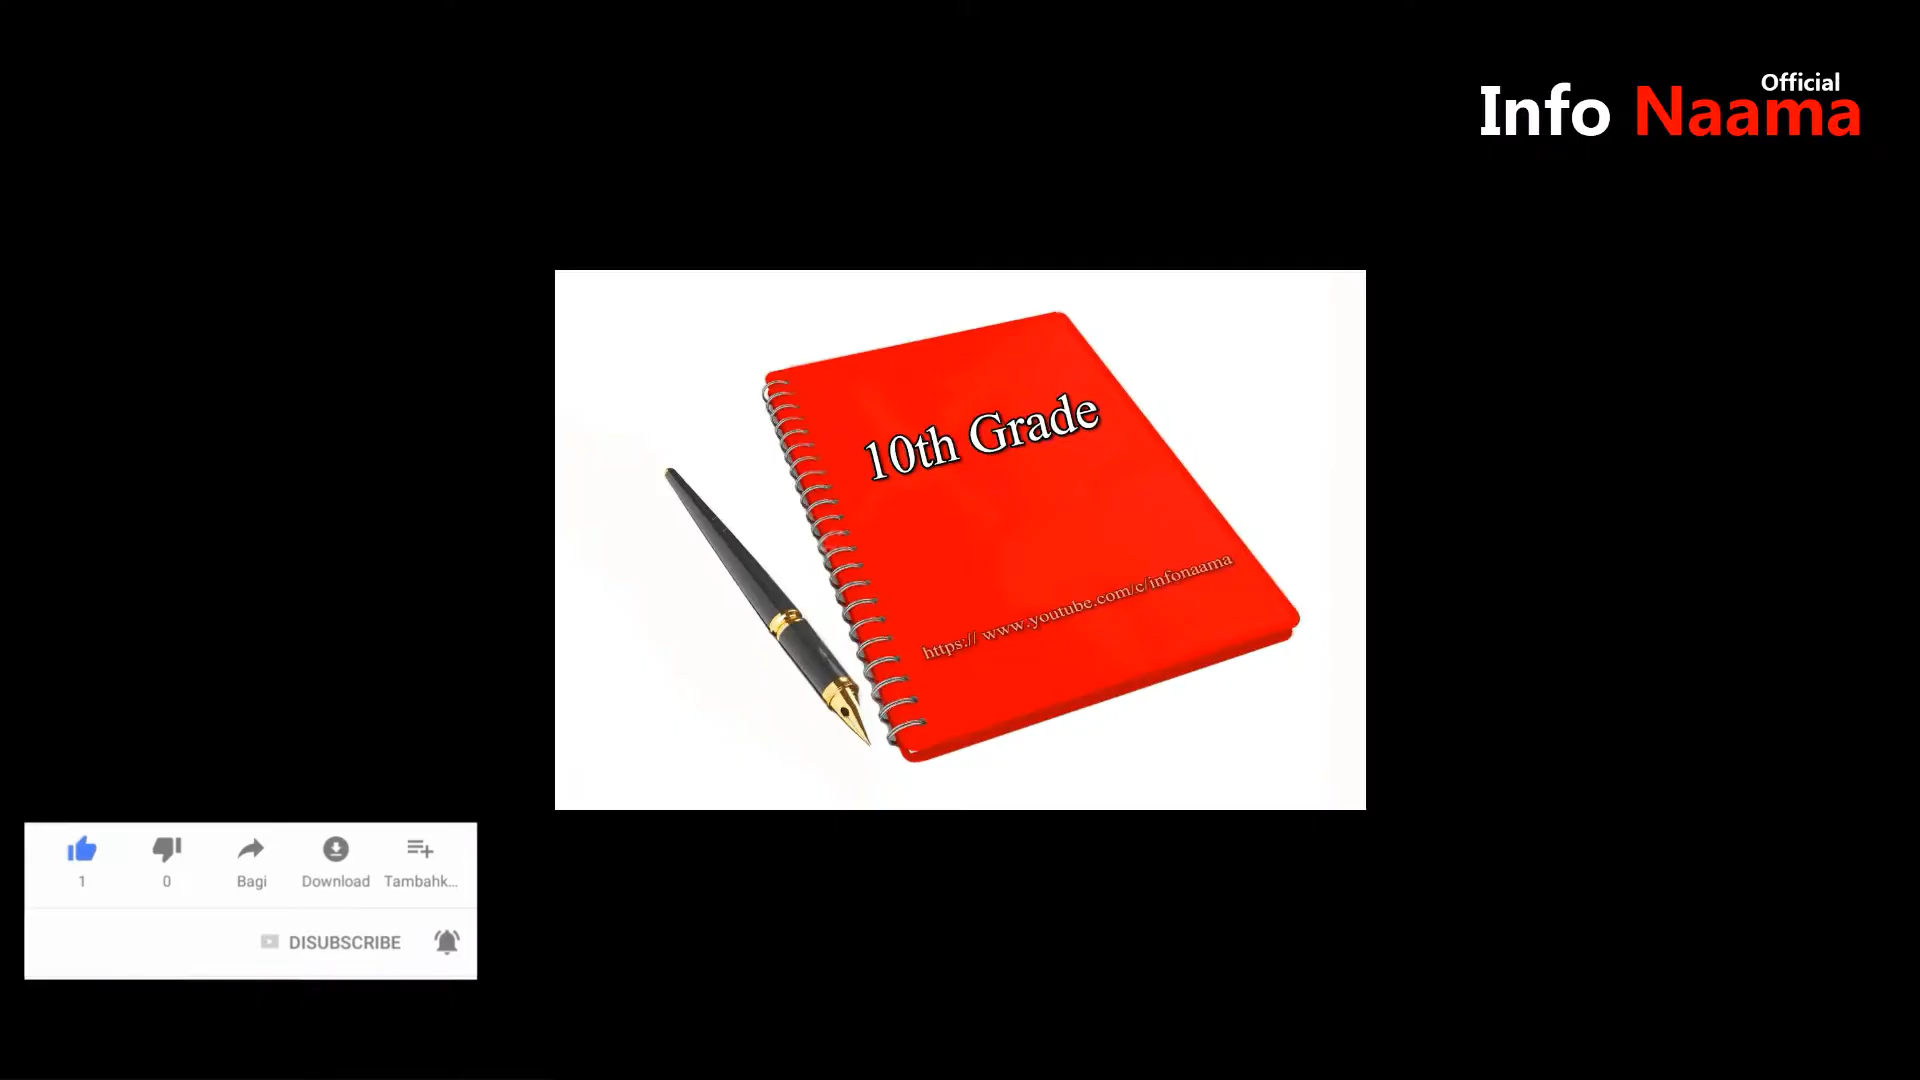 Official
Info Naama
10th Grade
https:// www.youtube.com/c/infonaama
1
0
Bagi
Download
Tambahk...
DISUBSCRIBE